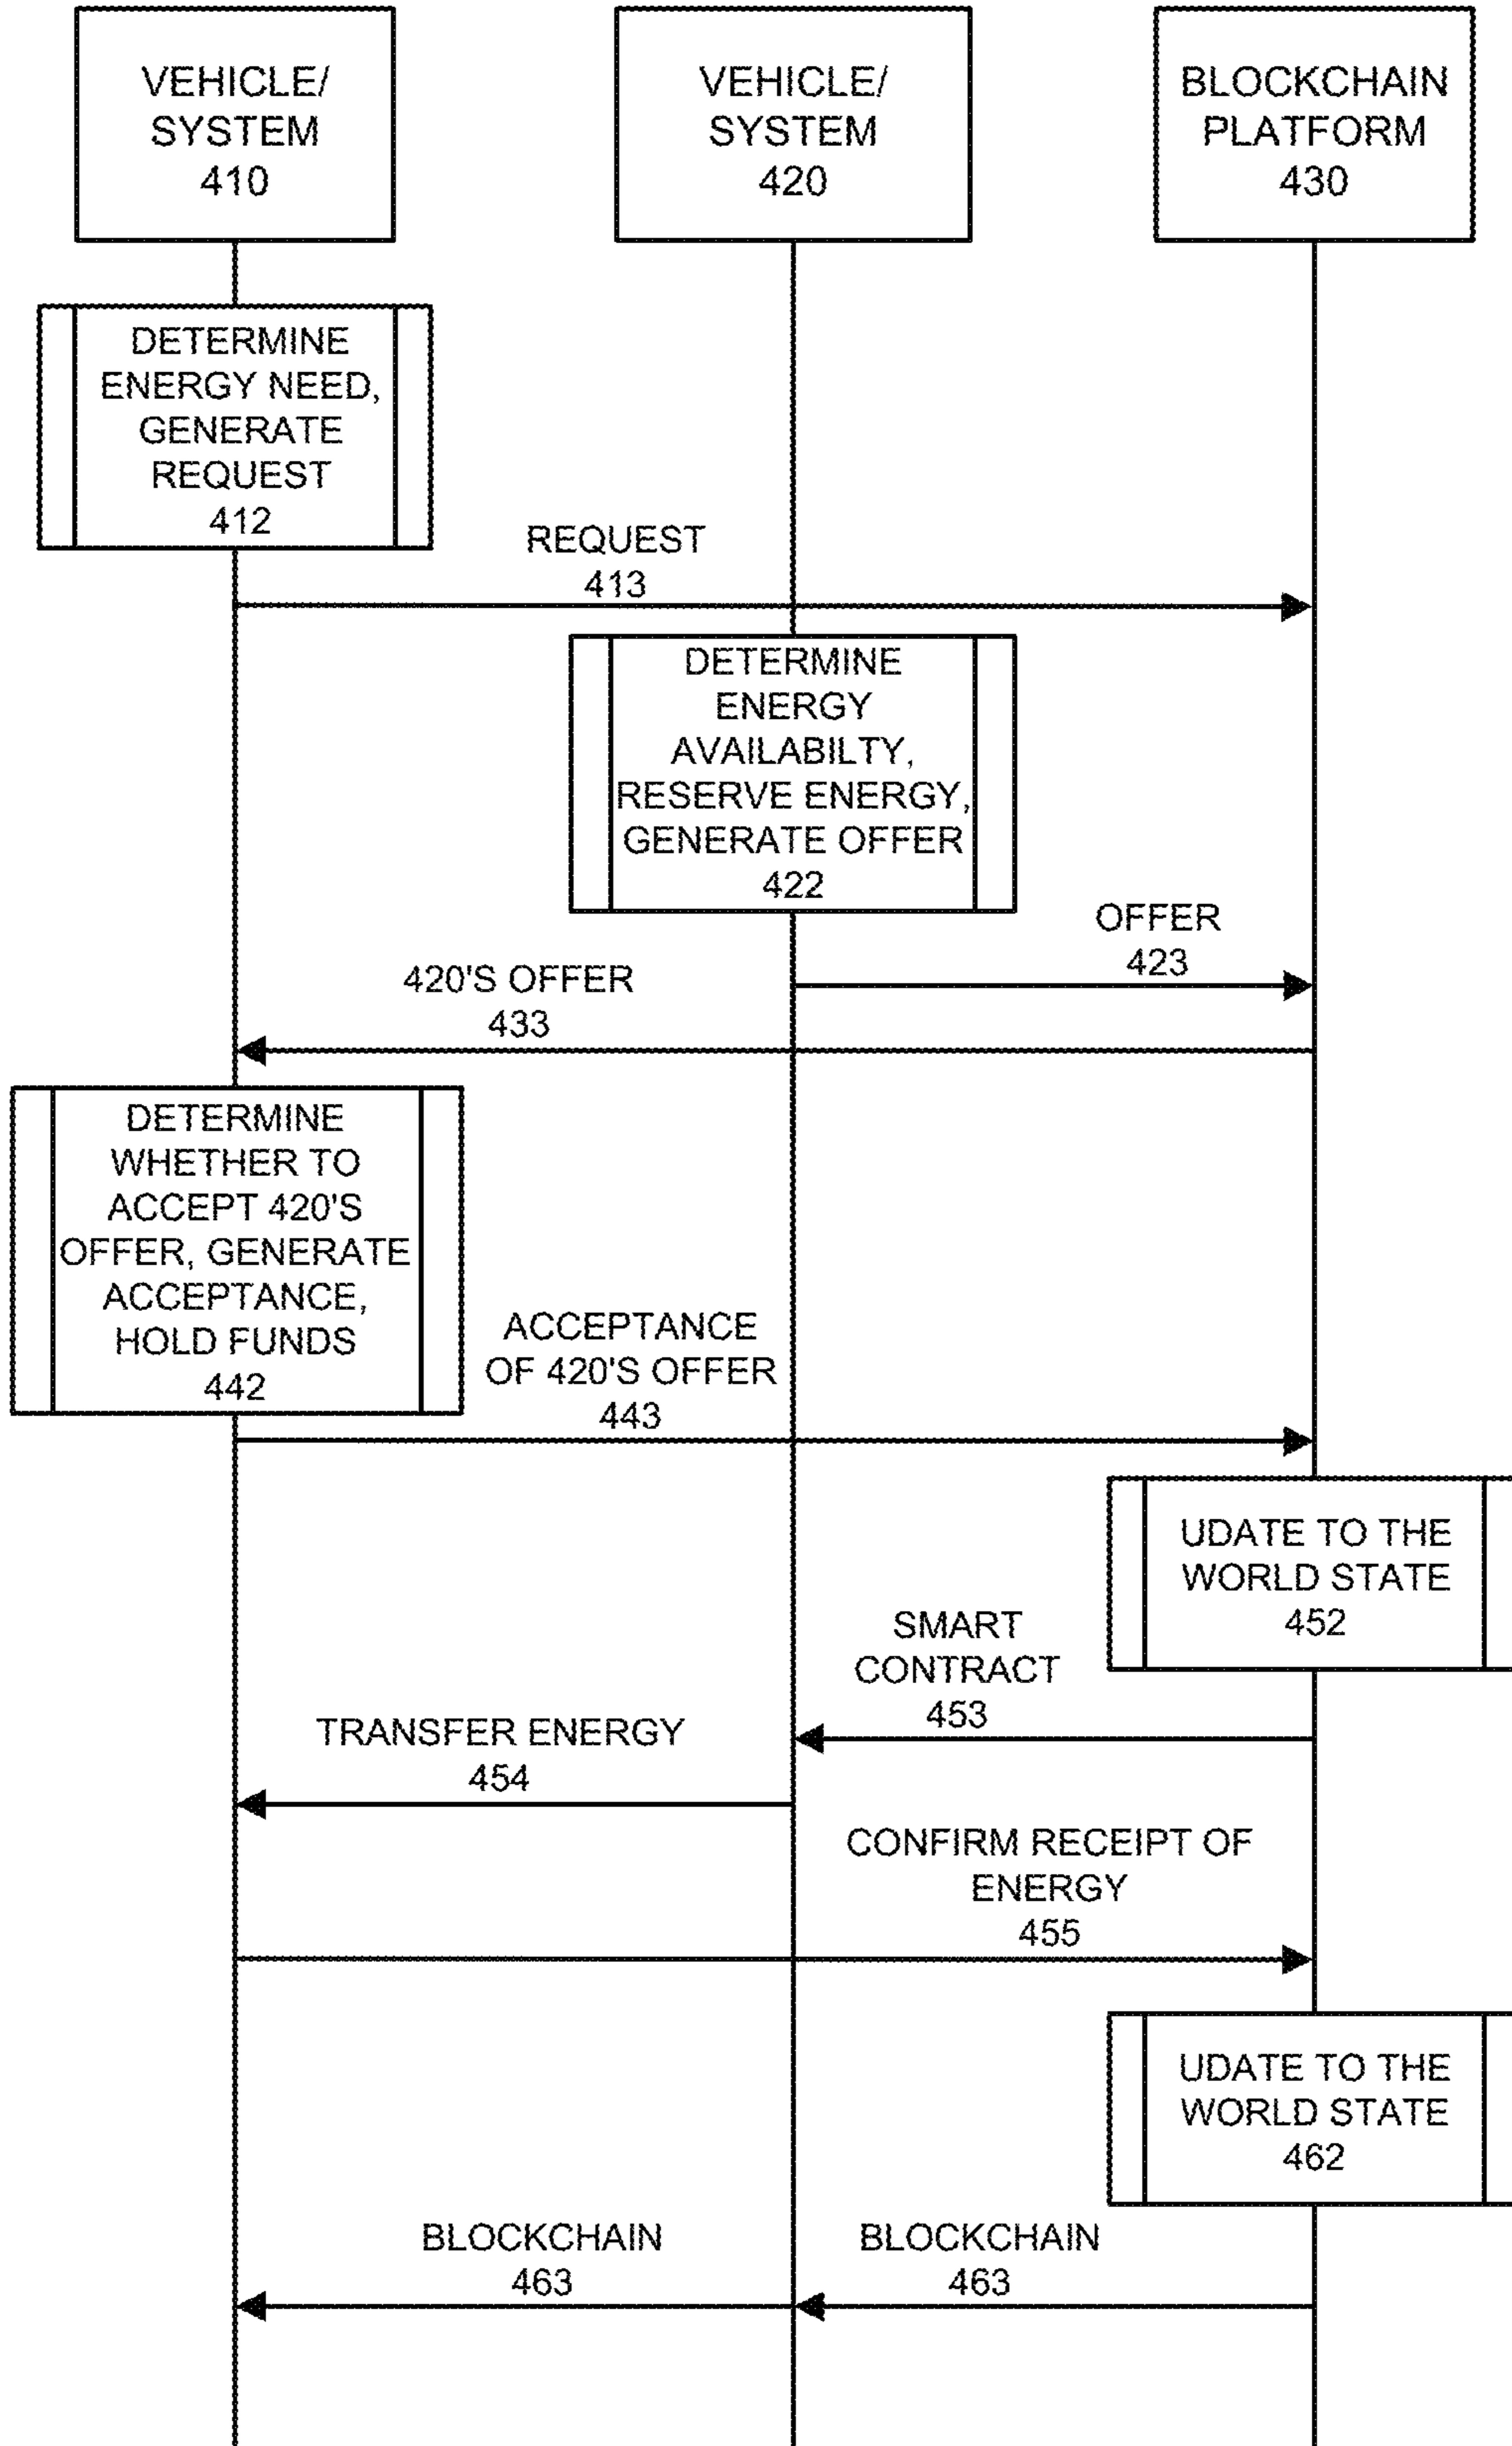 VEHICLE/
SYSTEM
410
VEHICLE/
SYSTEM
420
BLOCKCHAIN
PLATFORM
430
DETERMINE
ENERGY NEED,
GENERATE
REQUEST
412
REQUEST
413
DETERMINE
ENERGY
AVAILABILTY,
RESERVE ENERGY,
GENERATE OFFER
422
OFFER
423
420'S OFFER
433
DETERMINE
WHETHER TO
ACCEPT 420'S
OFFER, GENERATE
ACCEPTANCE,
HOLD FUNDS
442
ACCEPTANCE
OF 420'S OFFER
443
UDATE TO THE
WORLD STATE
452
SMART
CONTRACT
453
TRANSFER ENERGY
454
CONFIRM RECEIPT OF
ENERGY
455
UDATE TO THE
WORLD STATE
462
BLOCKCHAIN
463
BLOCKCHAIN
463